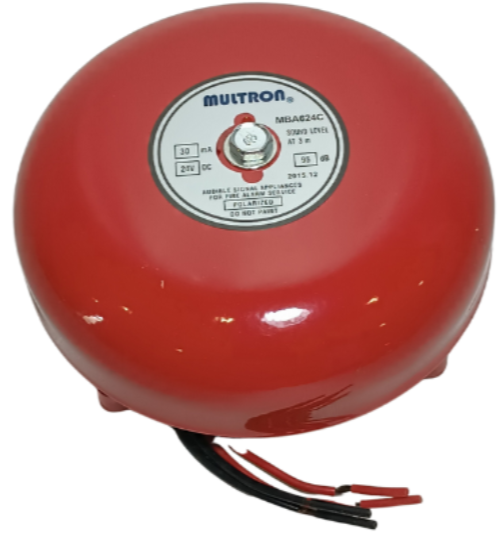 MULTRON®
MBA624C
SOUND LEVEL
AT 3 m
30 mA
24V DC
95 dB
2015.12
AUDIBLE SIGNAL APPLIANCES
FOR FIRE ALARM SERVICE
POLARIZED
DO NOT PAINT